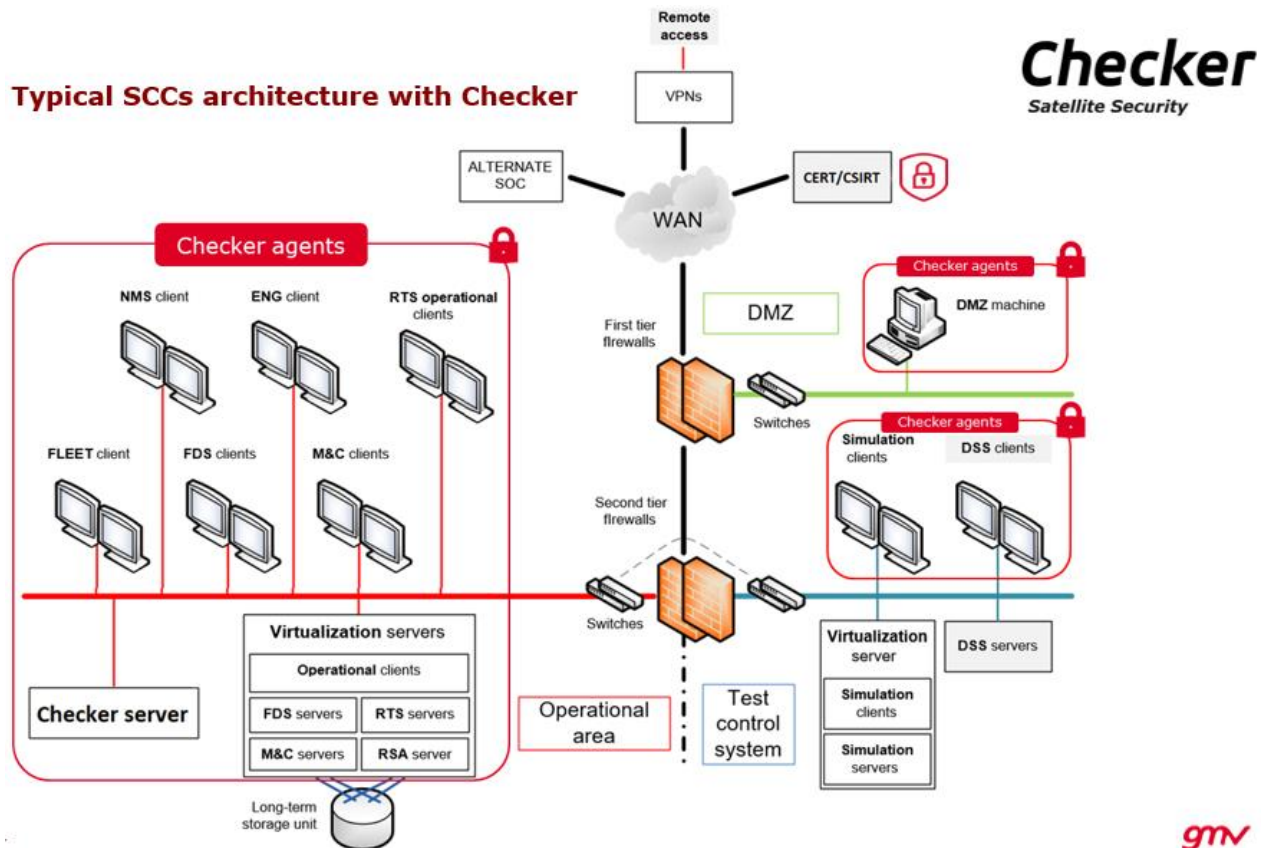 Remote
access
Checker
Satellite Security
Typical SCCs architecture with Checker
VPNs
ALTERNATE
SOC
CERT/CSIRT
WAN
Checker agents
NMS client
ENG client
RTS operational
clients
FLEET client
FDS clients
M&C clients
First tier
firewalls
DMZ
Checker agents
DMZ machine
Switches
Checker agents
Simulation
clients
DSS clients
Second tier
firewalls
Switches
Virtualization servers
Operational clients
FDS servers
RTS servers
M&C servers
RSA server
Checker server
Operational
area
Test
control
system
Virtualization
server
Simulation
clients
Simulation
servers
DSS servers
Long-term
storage unit
gmv